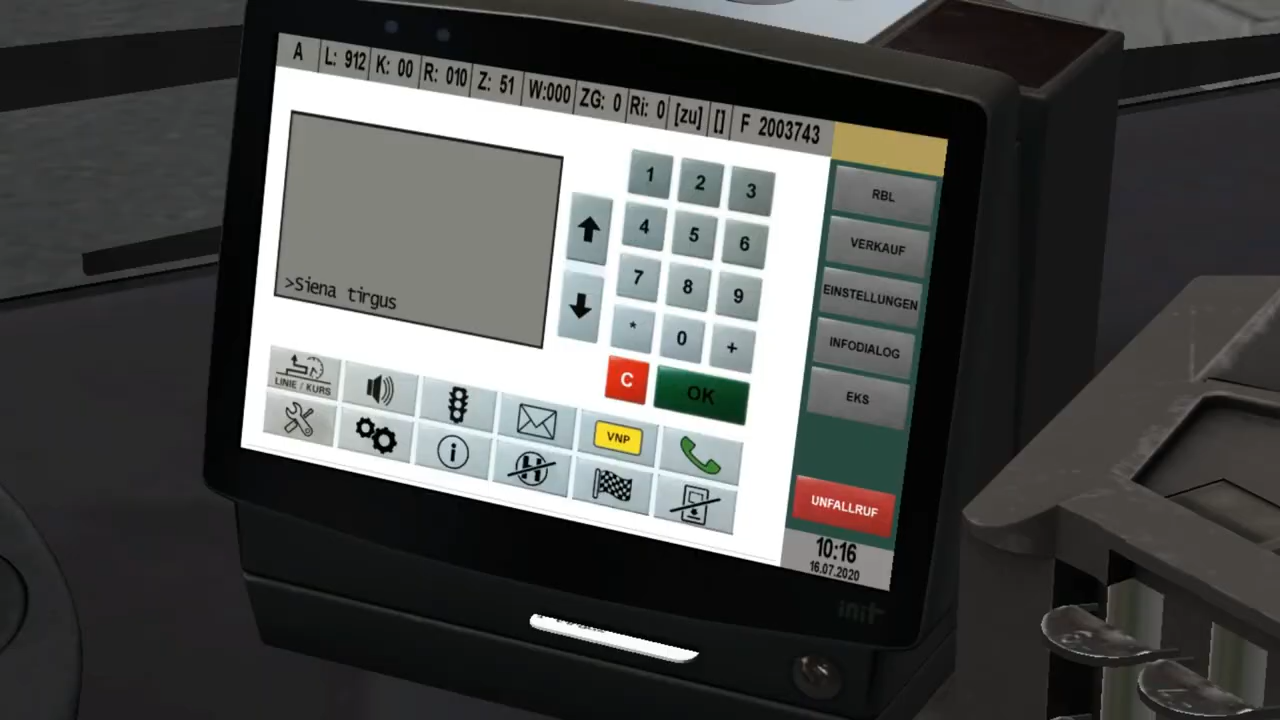 A L: 912 K: 00 R: 010 Z: 51 W:000 ZG: 0 Ri: 0 [zu] [] F 2003743
>Siena tirgus
1 2 3
4 5 6
7 8 9
* 0 +
C OK
RBL
VERKAUF
EINSTELLUNGEN
INFODIALOG
EKS
UNFALLRUF
10:16
16.07.2020
LINIE / KURS
VNP
i
H
init